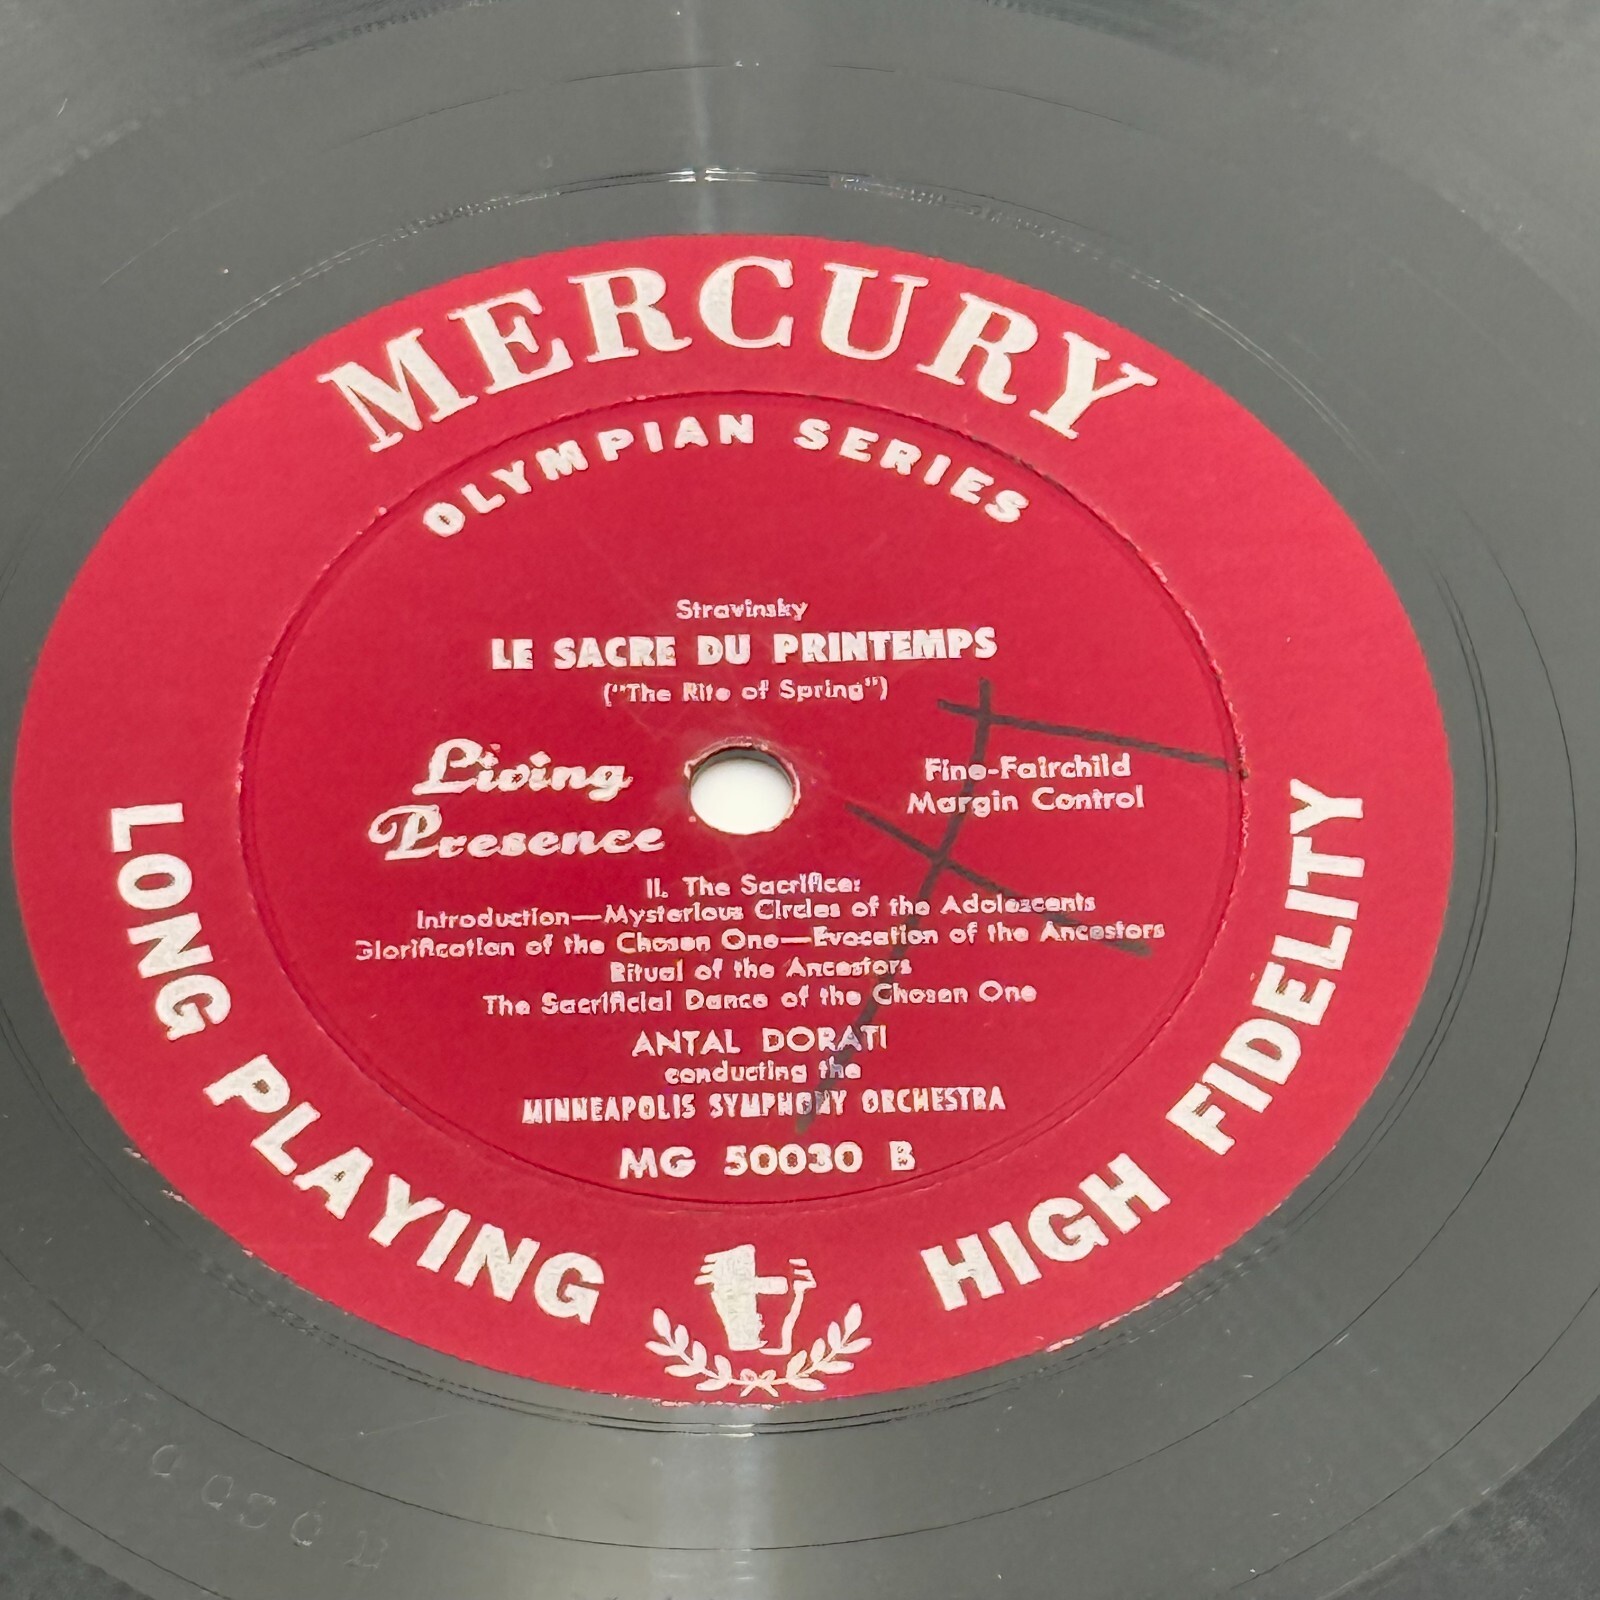 MERCURY
OLYMPIAN SERIES
Stravinsky
LE SACRE DU PRINTEMPS
("The Rite of Spring")
Living
Presence
Fine-Fairchild
Margin Control
II. The Sacrifice:
Introduction—Mysterious Circles of the Adolescents
Glorification of the Chosen One—Evocation of the Ancestors
Ritual of the Ancestors
The Sacrificial Dance of the Chosen One
ANTAL DORATI
conducting the
MINNEAPOLIS SYMPHONY ORCHESTRA
MG 50030 B
LONG PLAYING
HIGH FIDELITY